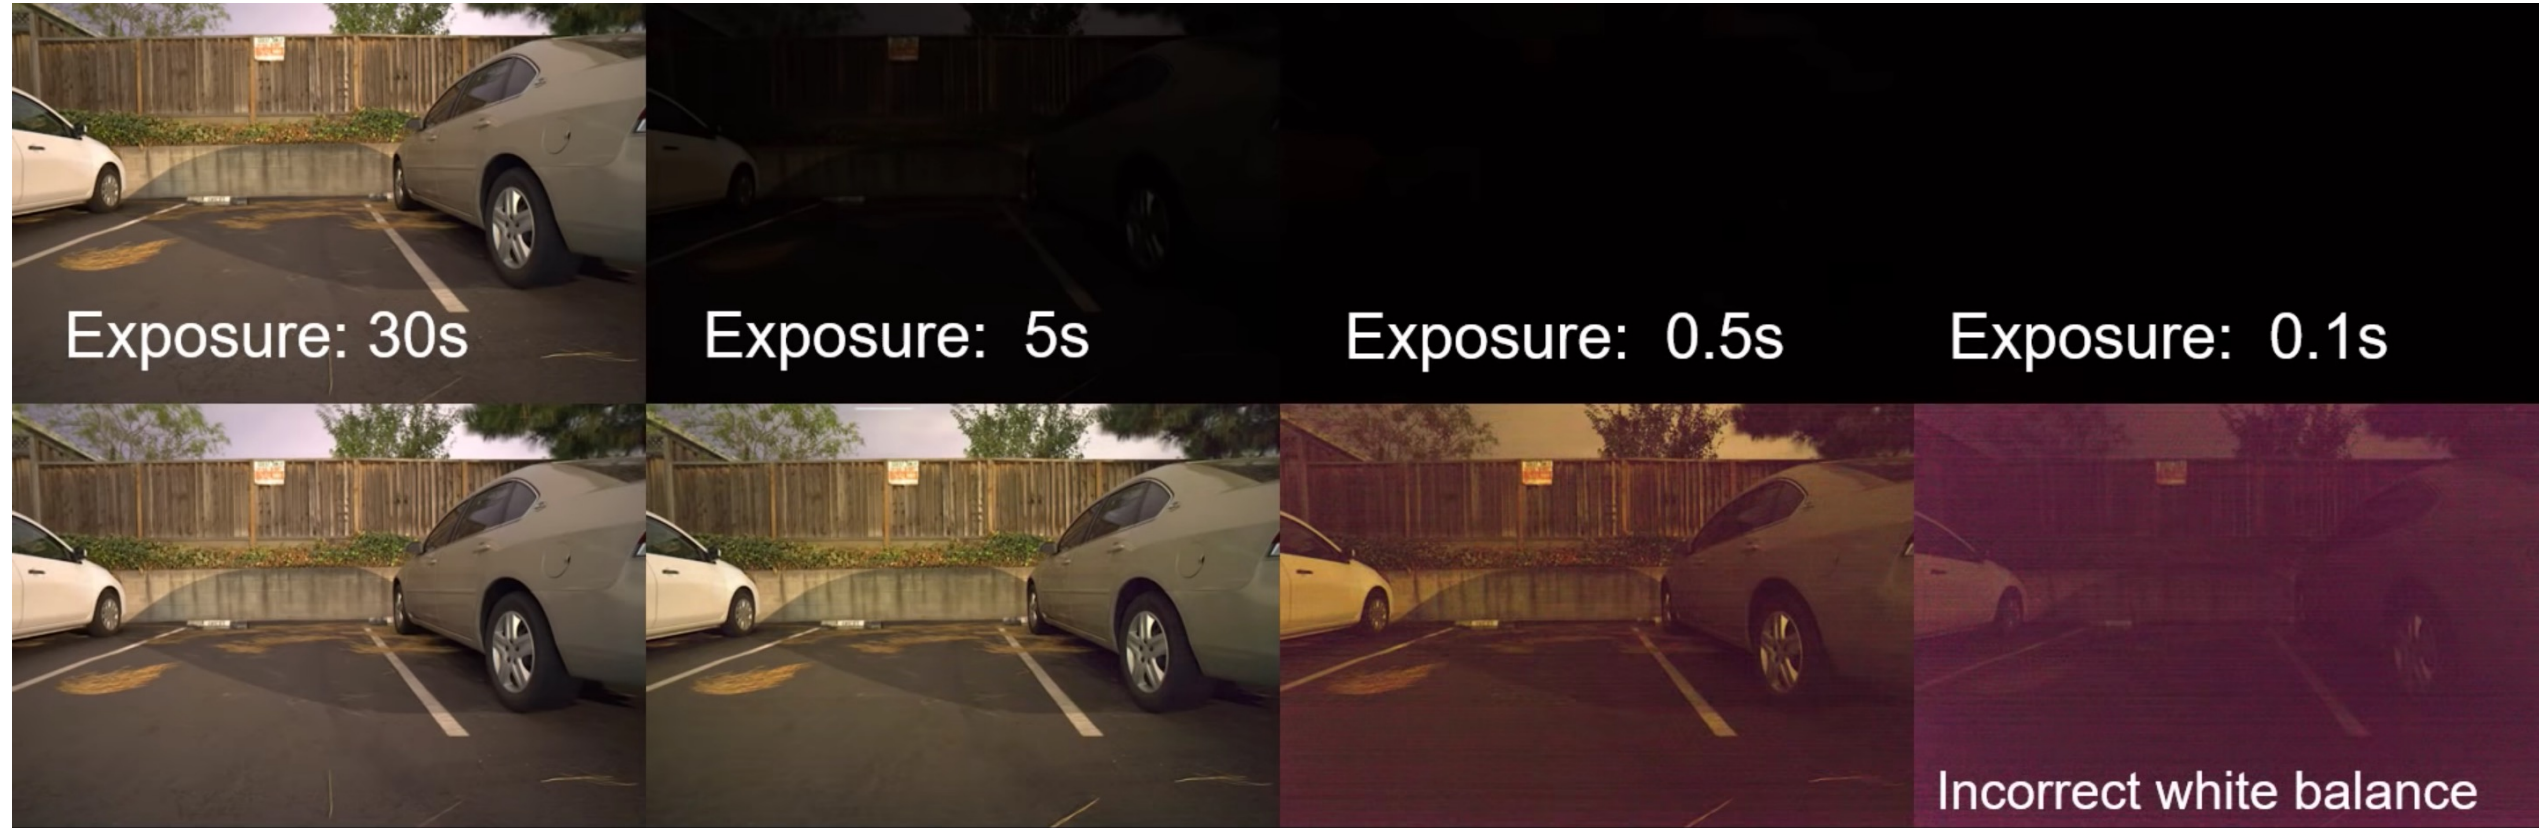 Exposure: 30s
Exposure: 5s
Exposure: 0.5s
Exposure: 0.1s
Incorrect white balance